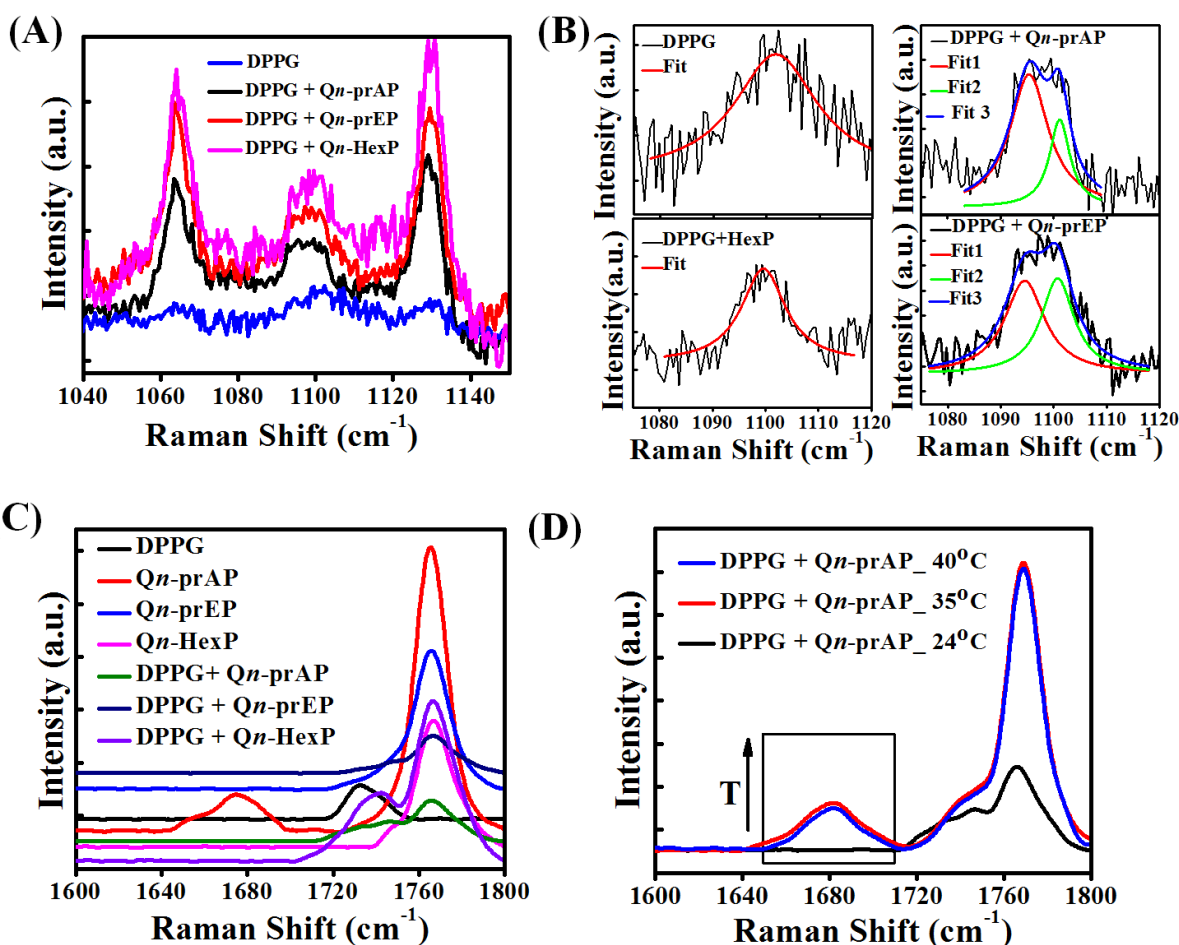 (A)
DPPG
DPPG + Qn-prAP
DPPG + Qn-prEP
DPPG + Qn-HexP
Intensity (a.u.)
1040 1060 1080 1100 1120 1140
Raman Shift (cm-1)
(B)
DPPG
Fit
Intensity (a.u.)
DPPG+HexP
Fit
Intensity(a.u.)
1080 1090 1100 1110 1120
Raman Shift (cm-1)
DPPG + Qn-prAP
Fit1
Fit2
Fit 3
Intensity (a.u.)
DPPG + Qn-prEP
Fit1
Fit2
Fit3
Intensity (a.u.)
1080 1090 1100 1110 1120
Raman Shift (cm-1)
C)
DPPG
Qn-prAP
Qn-prEP
Qn-HexP
DPPG+ Qn-prAP
DPPG + Qn-prEP
DPPG + Qn-HexP
Intensity (a.u.)
1600 1640 1680 1720 1760 1800
Raman Shift (cm-1)
(D)
DPPG + Qn-prAP_ 40°C
DPPG + Qn-prAP_ 35°C
DPPG + Qn-prAP_ 24°C
T
Intensity (a.u.)
1600 1640 1680 1720 1760 1800
Raman Shift (cm-1)